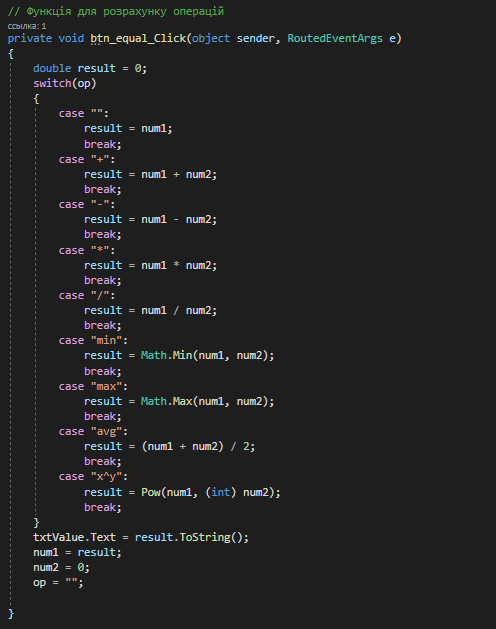 // Функція для розрахунку операцій
ссылка: 1
private void btn_equal_Click(object sender, RoutedEventArgs e)
{
    double result = 0;
    switch(op)
    {
        case "":
            result = num1;
            break;
        case "+":
            result = num1 + num2;
            break;
        case "-":
            result = num1 - num2;
            break;
        case "*":
            result = num1 * num2;
            break;
        case "/":
            result = num1 / num2;
            break;
        case "min":
            result = Math.Min(num1, num2);
            break;
        case "max":
            result = Math.Max(num1, num2);
            break;
        case "avg":
            result = (num1 + num2) / 2;
            break;
        case "x^y":
            result = Pow(num1, (int) num2);
            break;
    }
    txtValue.Text = result.ToString();
    num1 = result;
    num2 = 0;
    op = "";
}